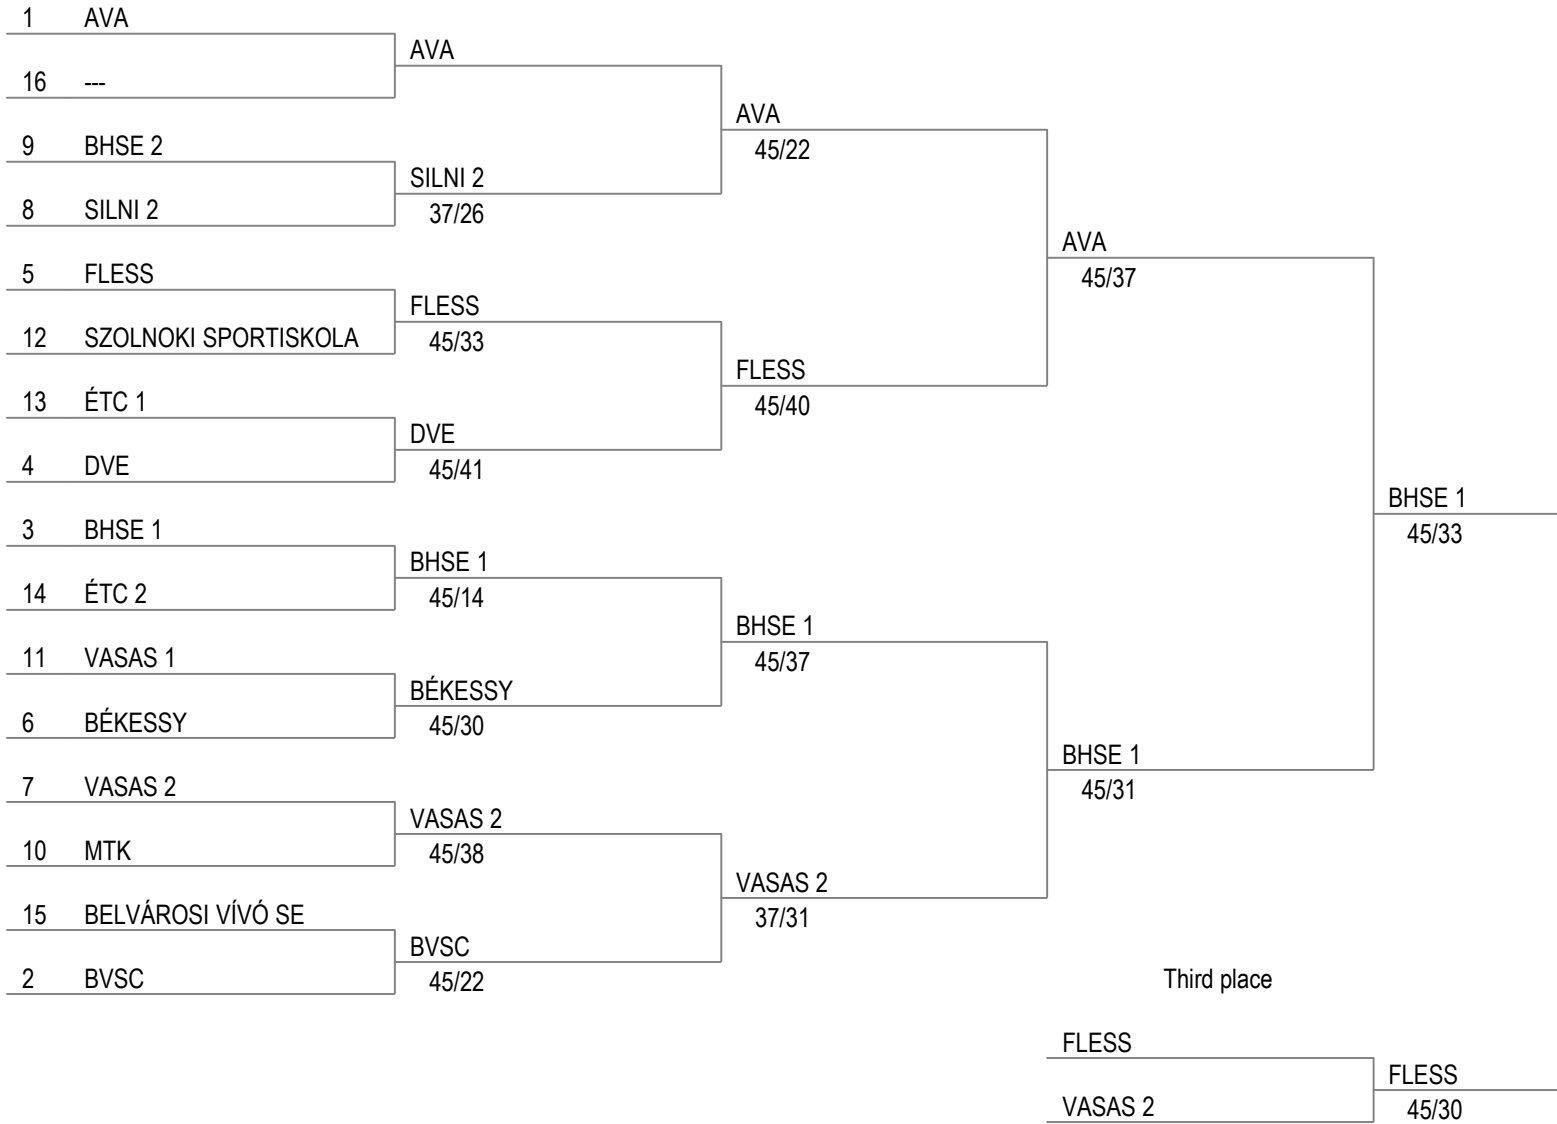 1 AVA
16 ---
9 BHSE 2
8 SILNI 2
5 FLESS
12 SZOLNOKI SPORTISKOLA
13 ÉTC 1
4 DVE
3 BHSE 1
14 ÉTC 2
11 VASAS 1
6 BÉKESSY
7 VASAS 2
10 MTK
15 BELVÁROSI VÍVÓ SE
2 BVSC
AVA
SILNI 2
37/26
FLESS
45/33
DVE
45/41
BHSE 1
45/14
BÉKESSY
45/30
VASAS 2
45/38
BVSC
45/22
AVA
45/22
FLESS
45/40
BHSE 1
45/37
VASAS 2
37/31
AVA
45/37
BHSE 1
45/31
BHSE 1
45/33
Third place
FLESS
VASAS 2
FLESS
45/30